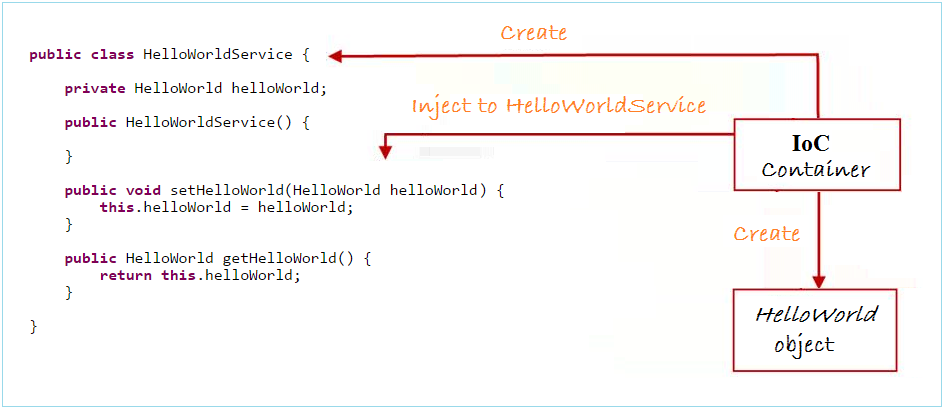 Create
public class HelloWorldService {
private HelloWorld helloWorld;
Inject to HelloWorldService
public HelloWorldService() {
}
IoC
Container
public void setHelloWorld(HelloWorld helloWorld) {
this.helloWorld = helloWorld;
}
Create
public HelloWorld getHelloWorld() {
return this.helloWorld;
}
HelloWorld
object
}